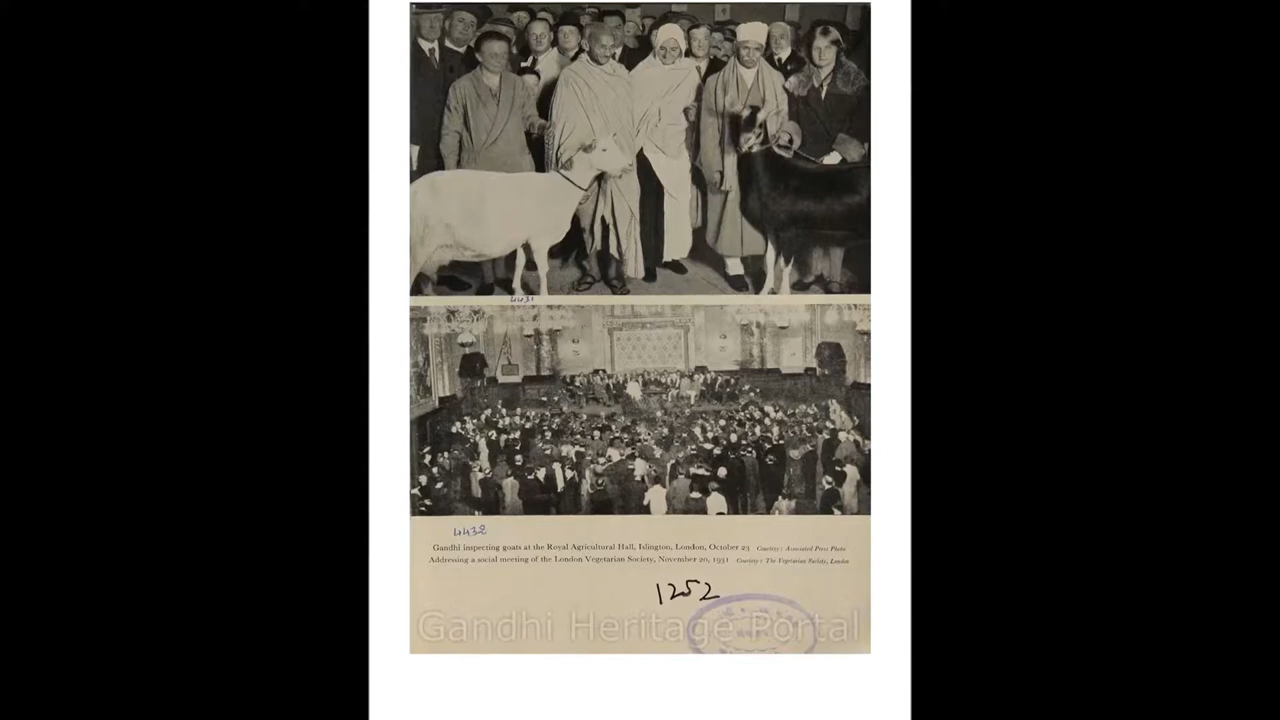 4431
4432
Gandhi inspecting goats at the Royal Agricultural Hall, Islington, London, October 23 Courtesy : Associated Press Photo
Addressing a social meeting of the London Vegetarian Society, November 20, 1931 Courtesy : The Vegetarian Society, London
1252
Gandhi Heritage Portal